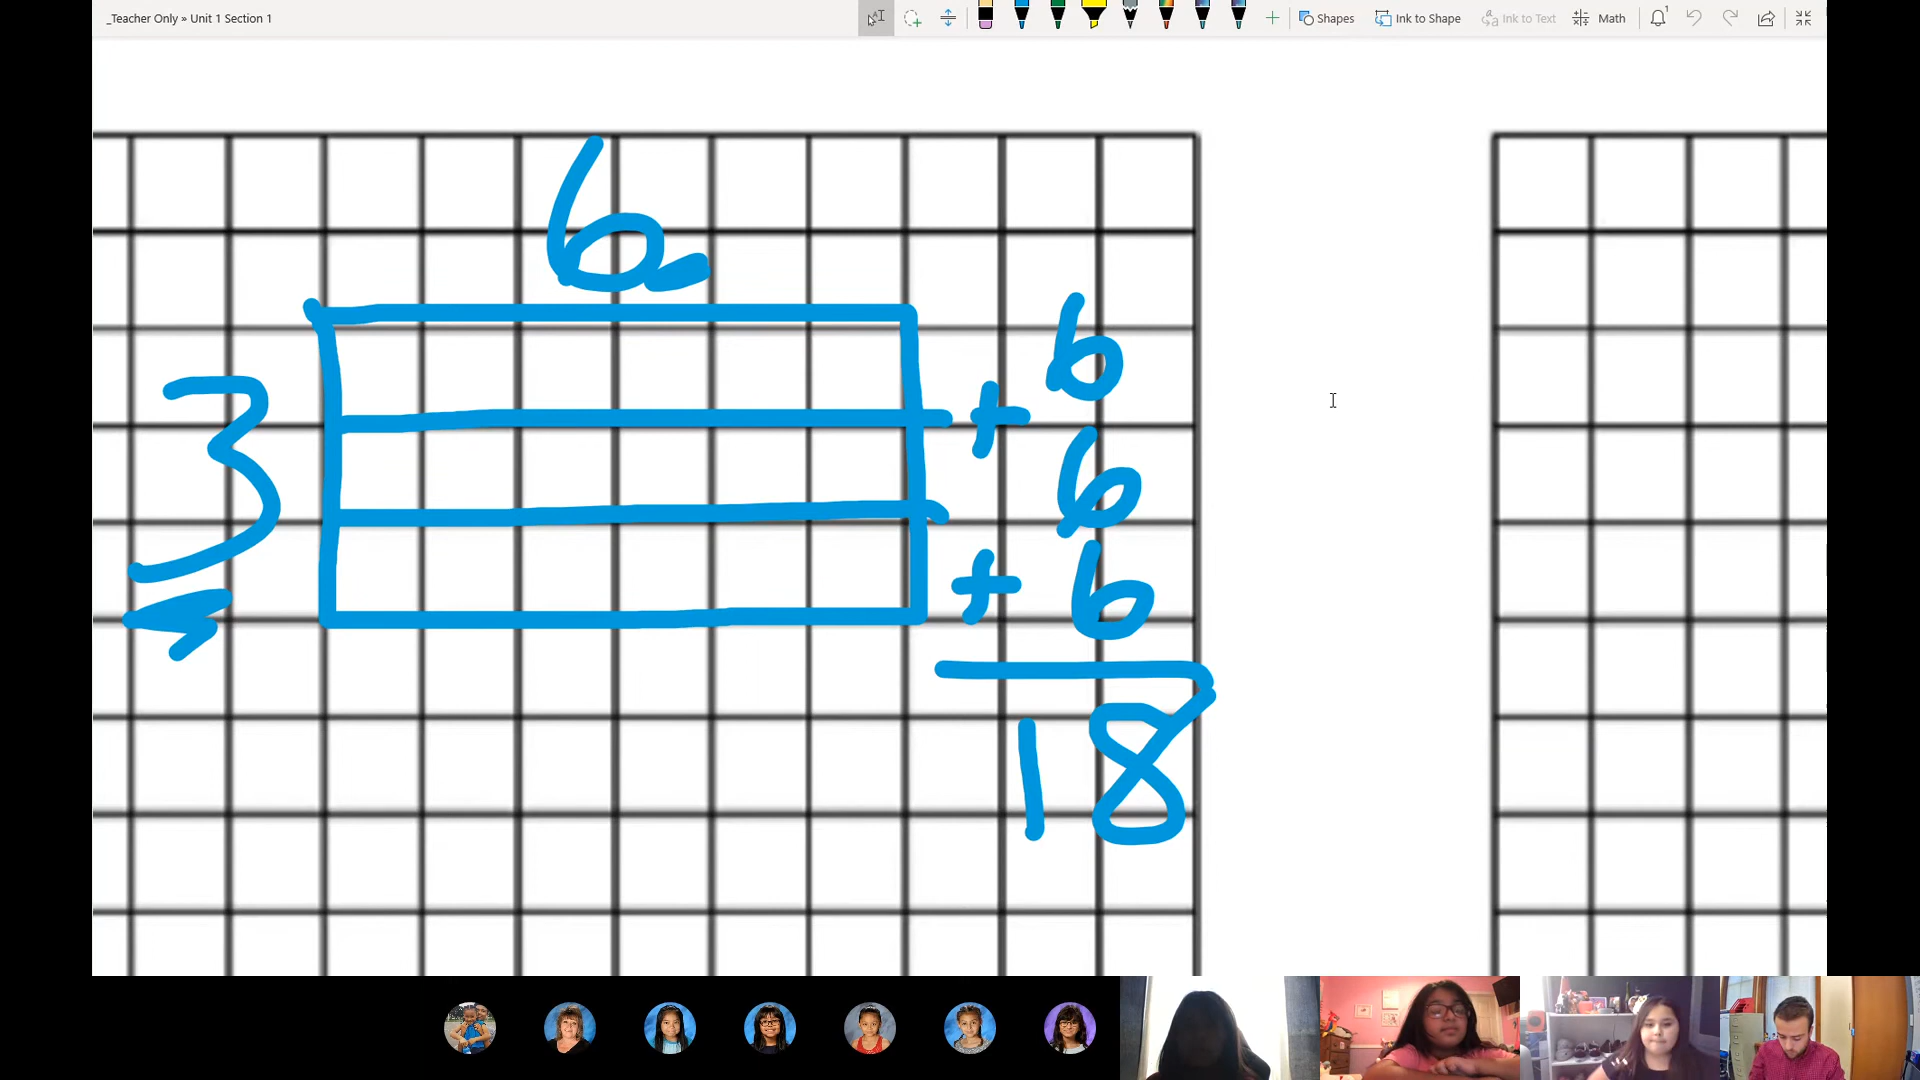 _Teacher Only » Unit 1 Section 1
Shapes
Ink to Shape
Ink to Text
Math
1
6
3
6
+
6
+ 6
18